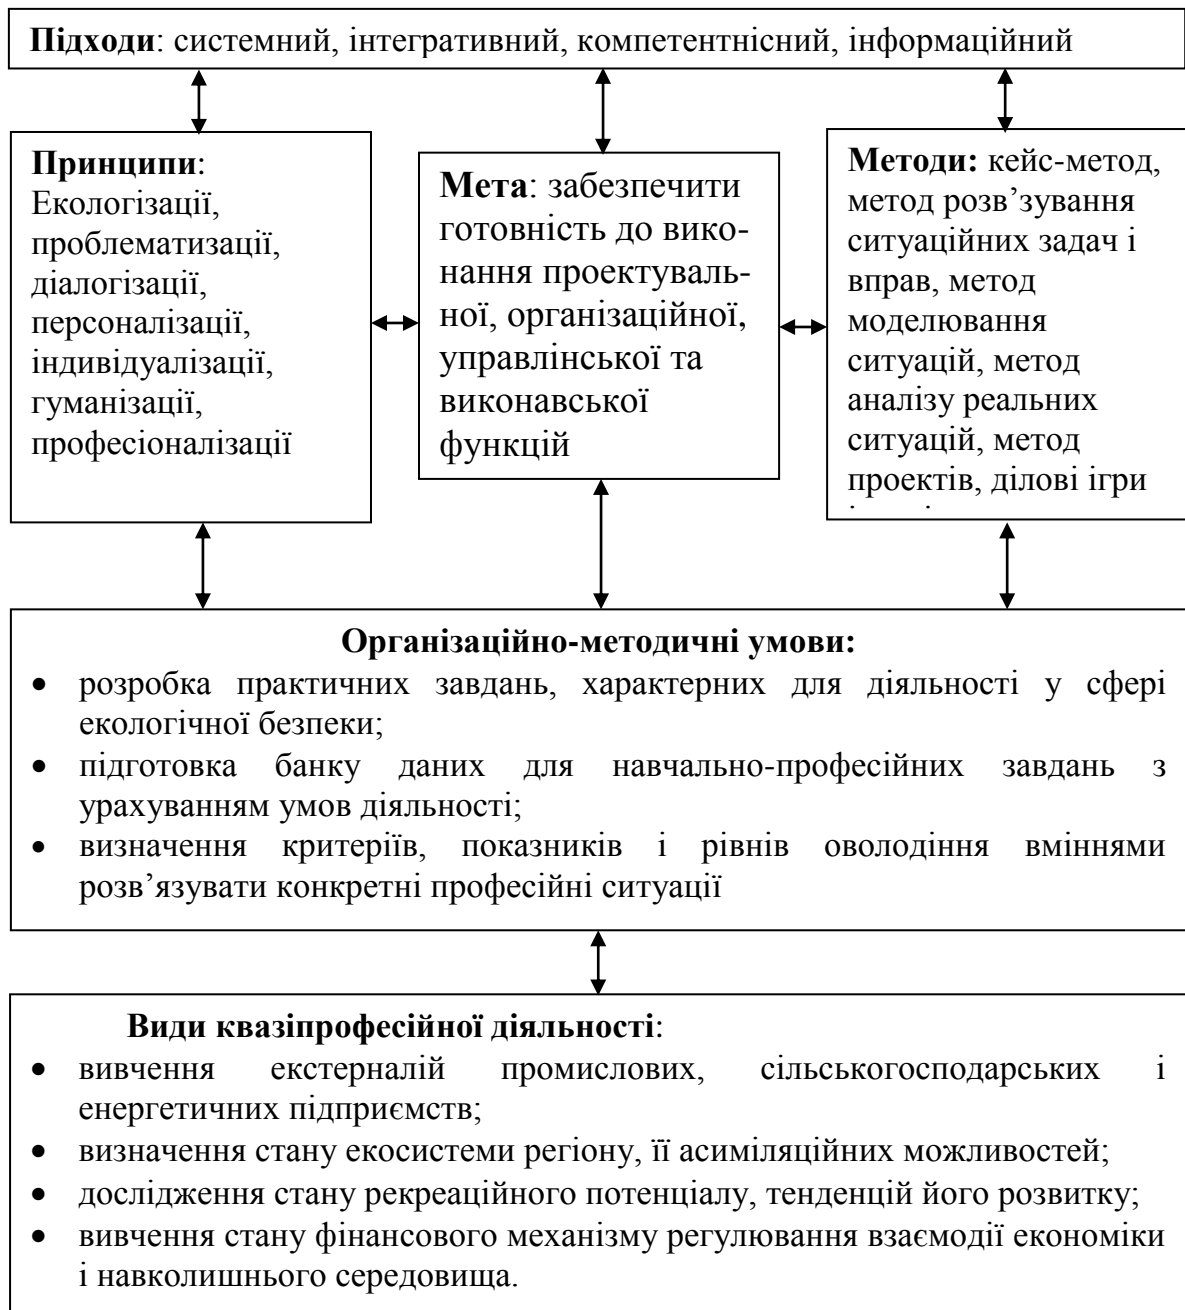 Підходи: системний, інтегративний, компетентнісний, інформаційний
Принципи:
Екологізації,
проблематизації,
діалогізації,
персоналізації,
індивідуалізації,
гуманізації,
професіоналізації
Мета: забезпечити
готовність до вико-
нання проектуваль-
ної, організаційної,
управлінської та
виконавської
функцій
Методи: кейс-метод,
метод розв’зування
ситуаційних задач і
вправ, метод
моделювання
ситуацій, метод
аналізу реальних
ситуацій, метод
проектів, ділові ігри
Організаційно-методичні умови:
• розробка практичних завдань, характерних для діяльності у сфері
екологічної безпеки;
• підготовка банку даних для навчально-професійних завдань з
урахуванням умов діяльності;
• визначення критеріїв, показників і рівнів оволодіння вміннями
розв’язувати конкретні професійні ситуації
Види квазіпрофесійної діяльності:
• вивчення екстерналій промислових, сільськогосподарських і
енергетичних підприємств;
• визначення стану екосистеми регіону, її асиміляційних можливостей;
• дослідження стану рекреаційного потенціалу, тенденцій його розвитку;
• вивчення стану фінансового механізму регулювання взаємодії економіки
і навколишнього середовища.